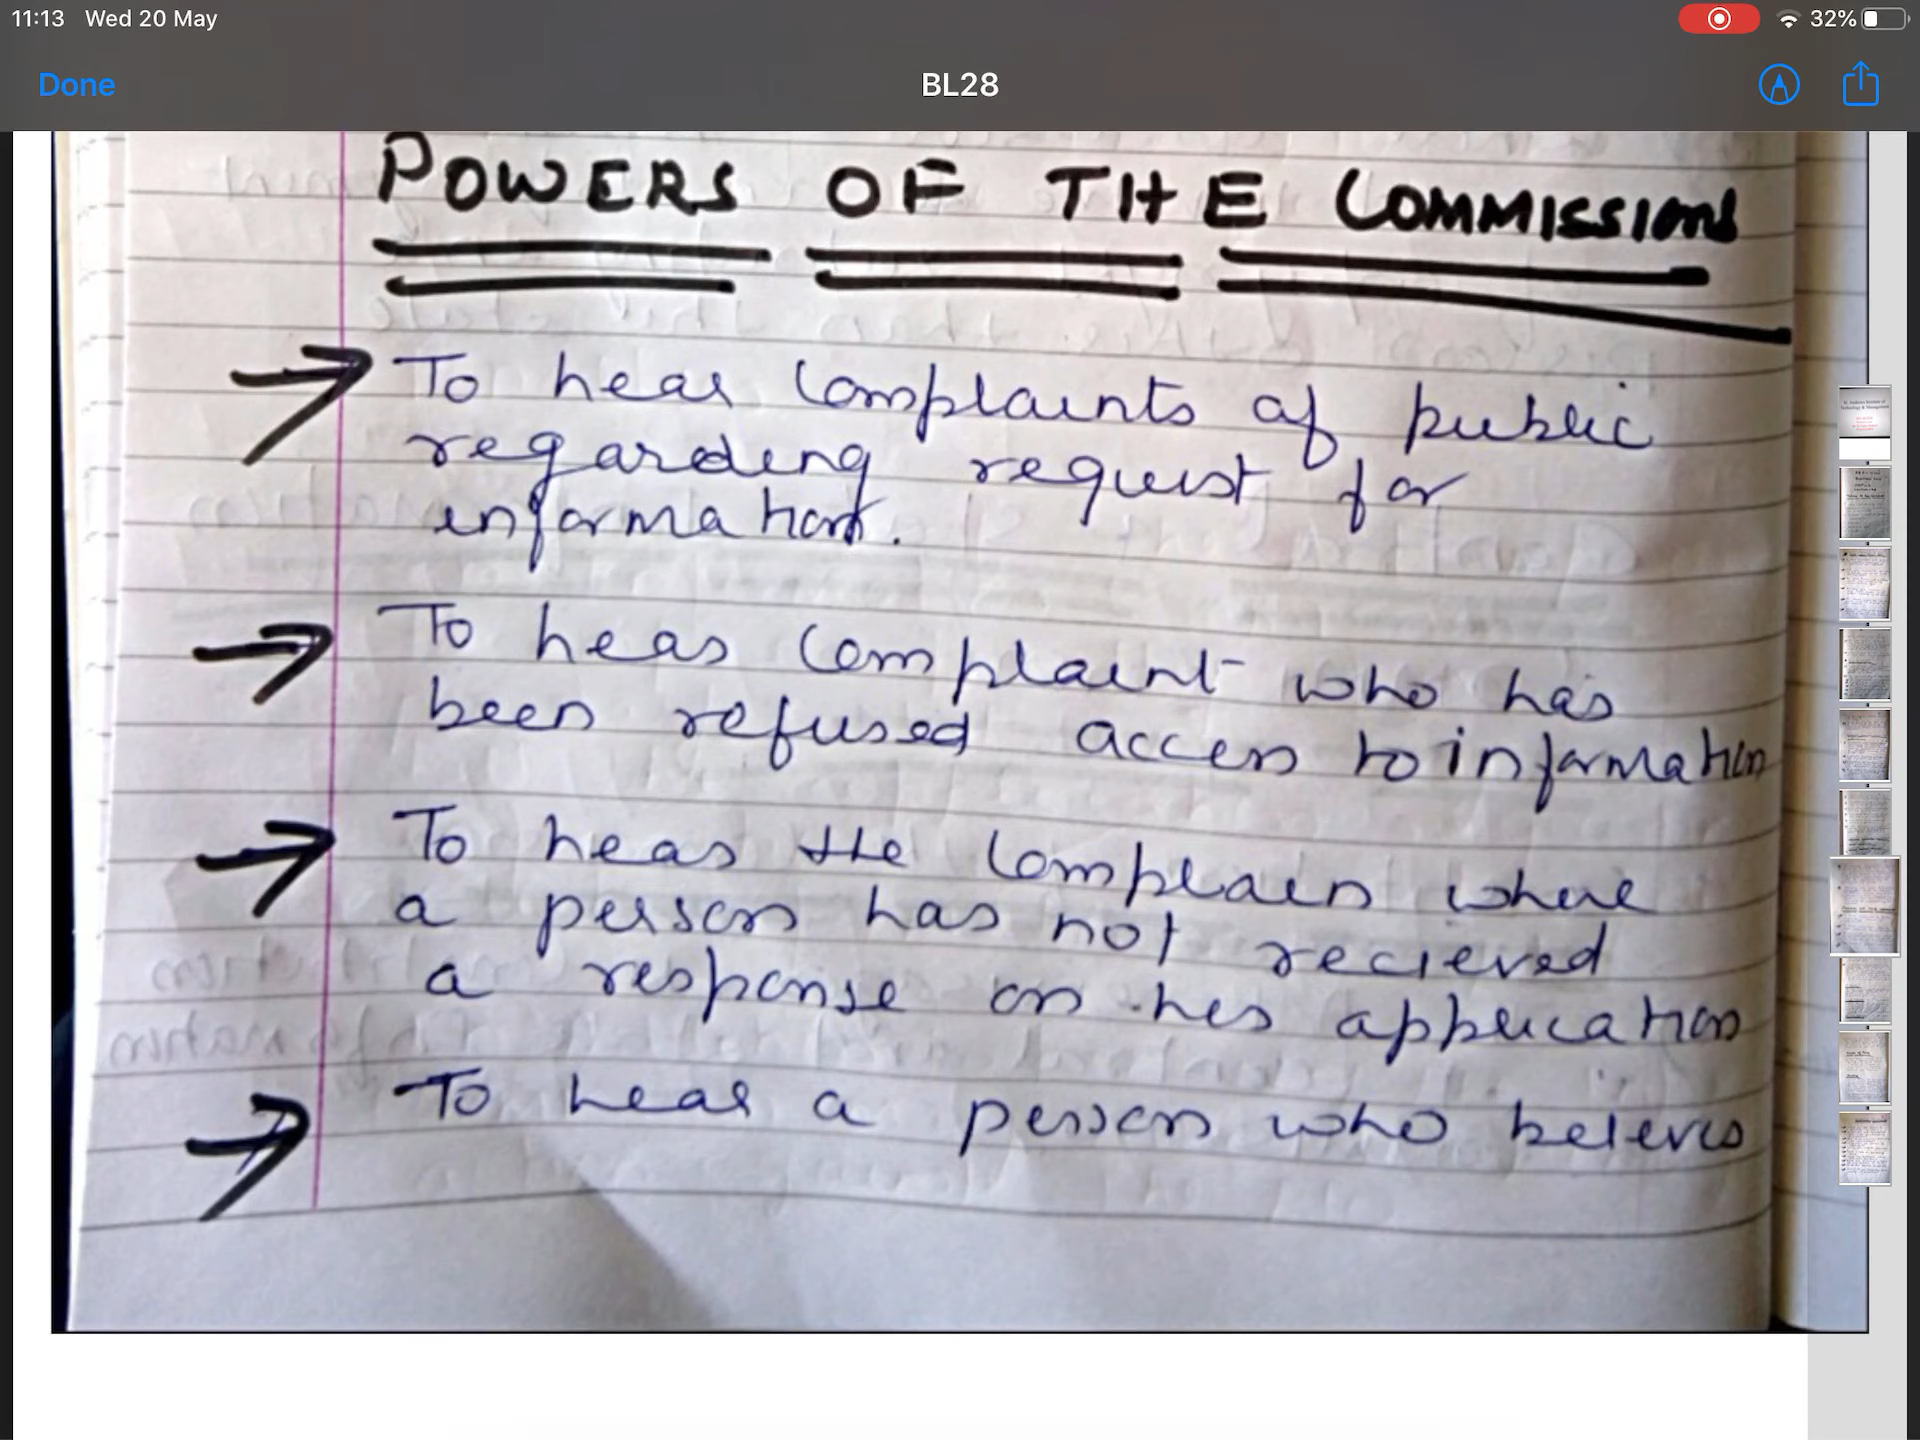 11:13 Wed 20 May
32%
Done
BL28
POWERS OF THE COMMISSIONS
To hear complaints of public
regarding request for
information.
To hear complaint who has
been refused access to information
To hear the complain where
a person has not recieved
a response on his application
To hear a person who beleves